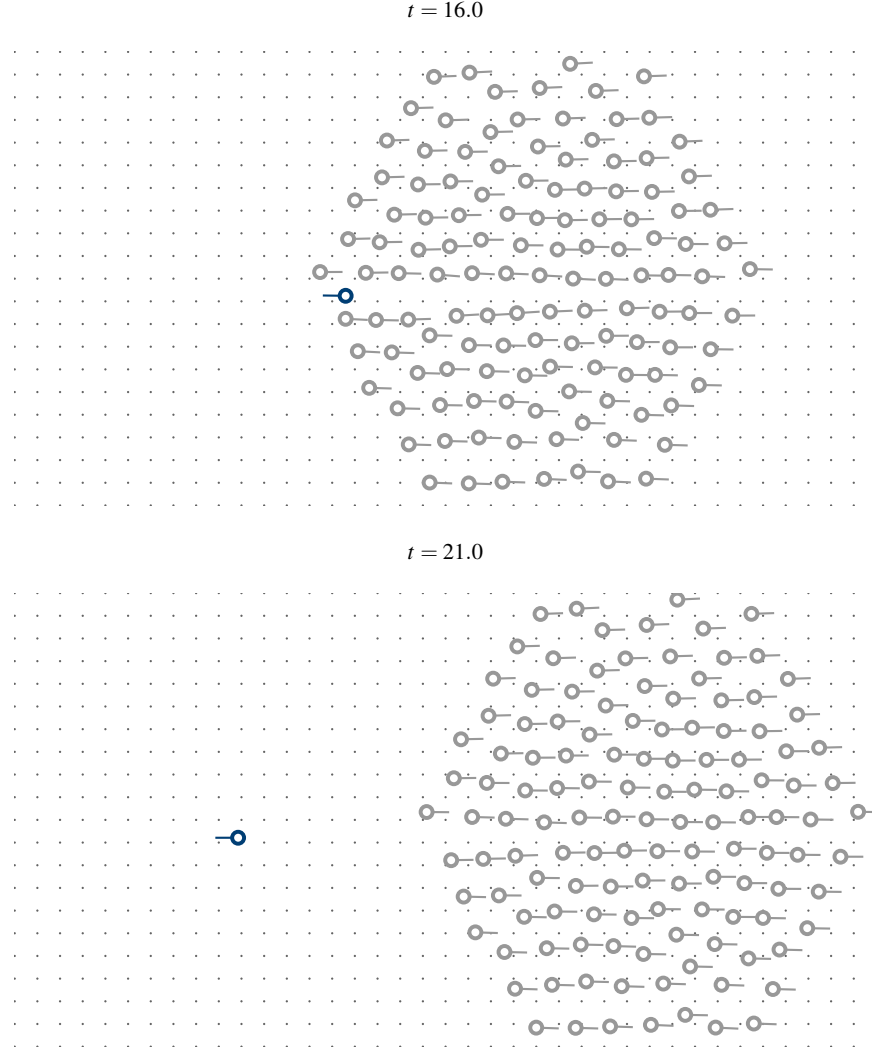 t = 16.0
t = 21.0